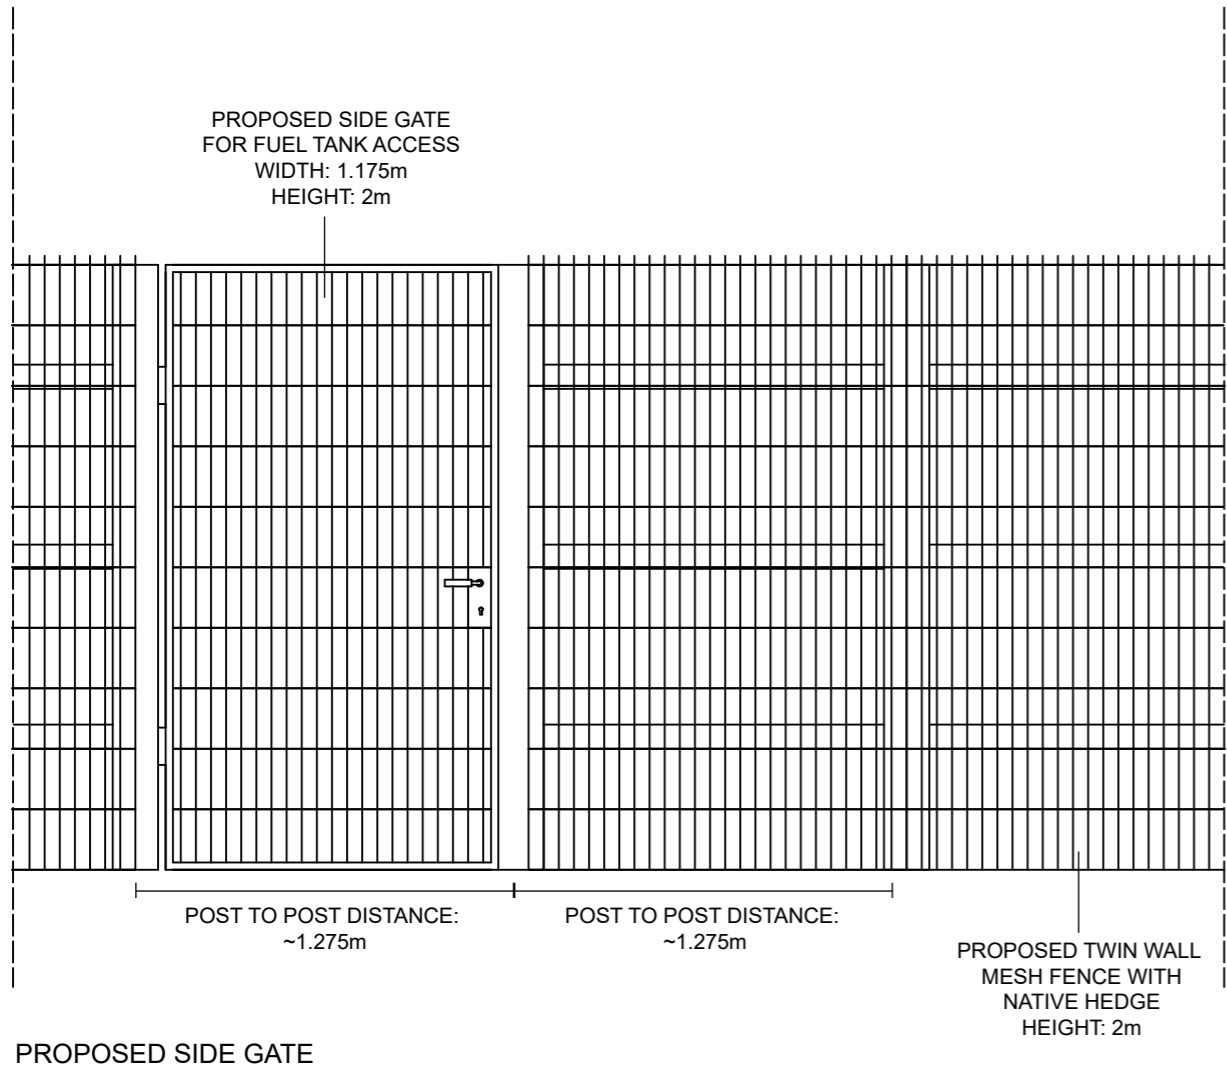 PROPOSED SIDE GATE
FOR FUEL TANK ACCESS
WIDTH: 1.175m
HEIGHT: 2m
POST TO POST DISTANCE:
~1.275m
POST TO POST DISTANCE:
~1.275m
PROPOSED TWIN WALL
MESH FENCE WITH
NATIVE HEDGE
HEIGHT: 2m
PROPOSED SIDE GATE